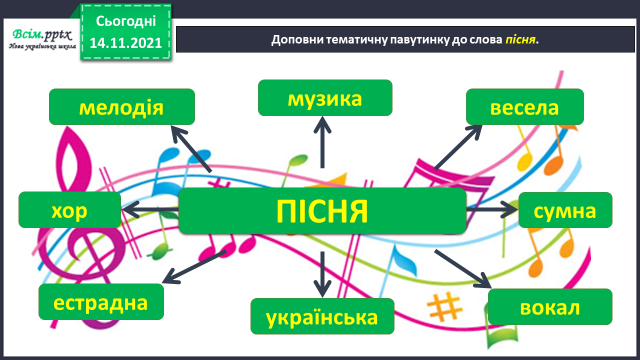 Всім.pptx
Нова українська школа
Сьогодні
14.11.2021
Доповни тематичну павутинку до слова пісня.
мелодія
музика
весела
хор
ПІСНЯ
сумна
естрадна
українська
вокал